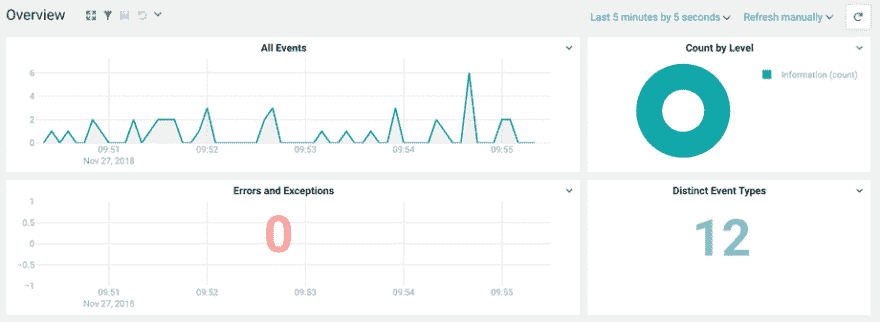 Overview
Last 5 minutes by 5 seconds
Refresh manually
All Events
6
4
2
0
09:51
09:52
09:53
09:54
09:55
Nov 27, 2018
Count by Level
Information (count)
Errors and Exceptions
1
0.5
0
−0.5
−1
0
09:51
09:52
09:53
09:54
09:55
Nov 27, 2018
Distinct Event Types
12